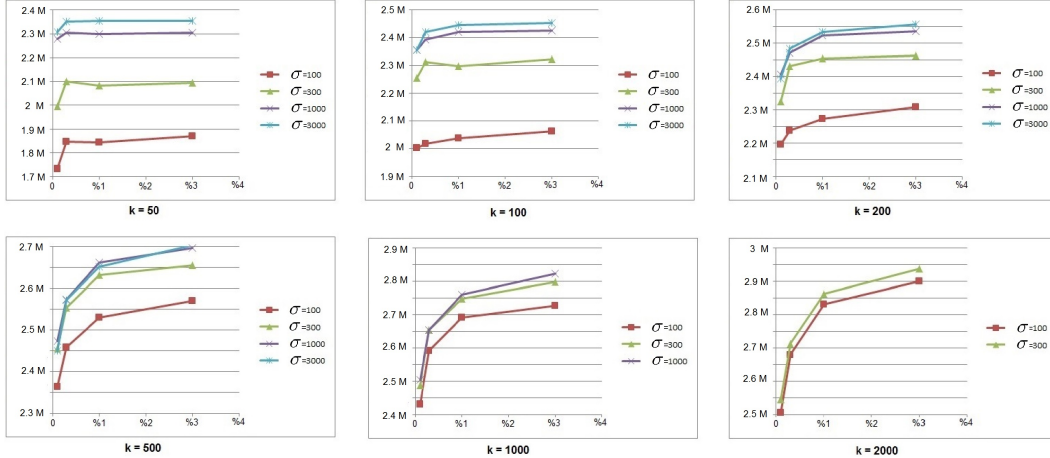 2.4 M
2.3 M
2.2 M
2.1 M
2 M
1.9 M
1.8 M
1.7 M
0 %1 %2 %3 %4
σ=100
σ=300
σ=1000
σ=3000
k = 50
2.5 M
2.4 M
2.3 M
2.2 M
2.1 M
2 M
1.9 M
0 %1 %2 %3 %4
σ=100
σ=300
σ=1000
σ=3000
k = 100
2.6 M
2.5 M
2.4 M
2.3 M
2.2 M
2.1 M
0 %1 %2 %3 %4
σ=100
σ=300
σ=1000
σ=3000
k = 200
2.7 M
2.6 M
2.5 M
2.4 M
2.3 M
0 %1 %2 %3 %4
σ=100
σ=300
σ=1000
σ=3000
k = 500
2.9 M
2.8 M
2.7 M
2.6 M
2.5 M
2.4 M
0 %1 %2 %3 %4
σ=100
σ=300
σ=1000
k = 1000
3 M
2.9 M
2.8 M
2.7 M
2.6 M
2.5 M
0 %1 %2 %3 %4
σ=100
σ=300
k = 2000